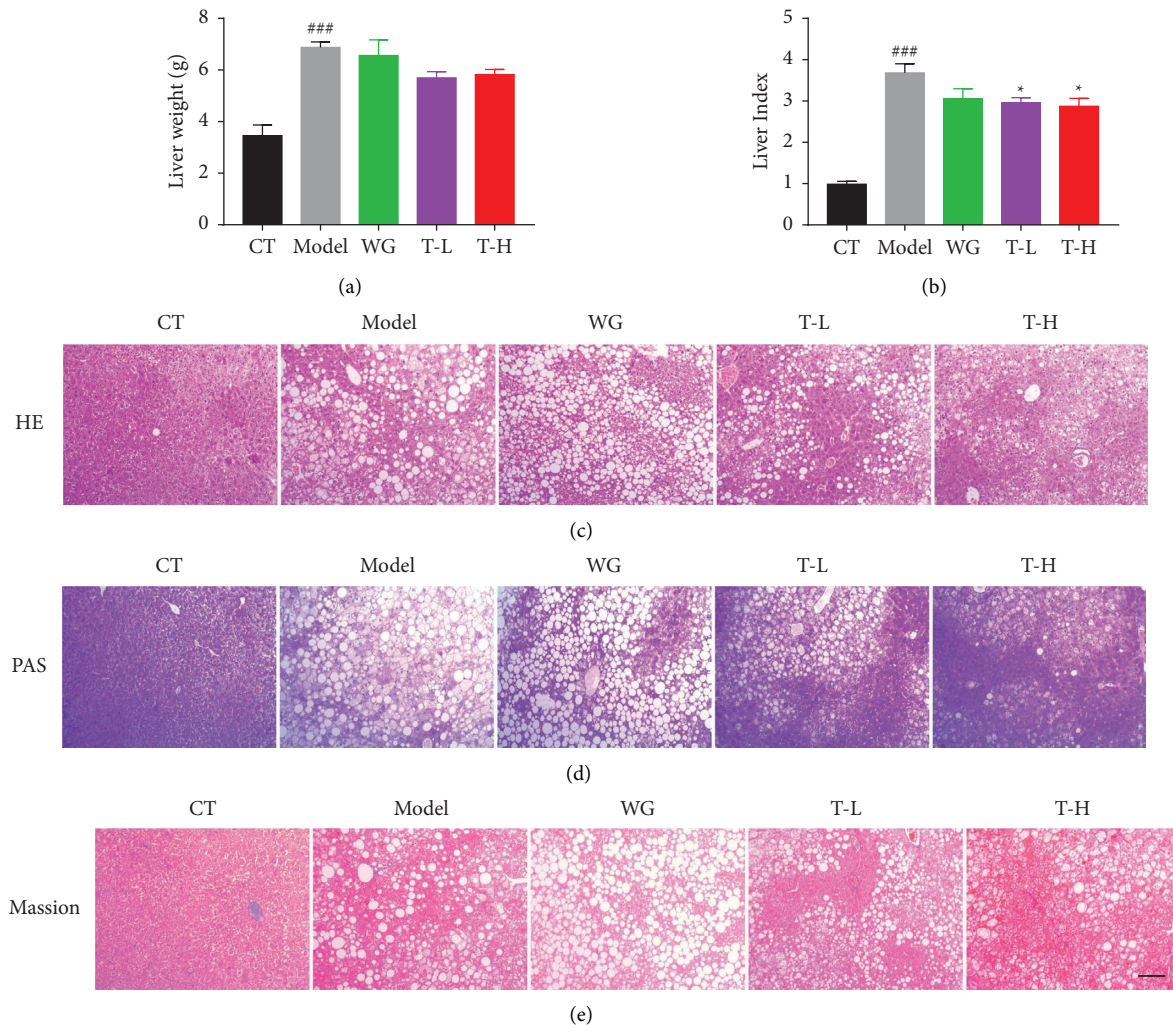 Liver weight (g)
8
6
4
2
0
###
CT Model WG T-L T-H
(a)
Liver Index
5
4
3
2
1
0
###
* *
CT Model WG T-L T-H
(b)
CT Model WG T-L T-H
HE
(c)
CT Model WG T-L T-H
PAS
(d)
CT Model WG T-L T-H
Massion
(e)